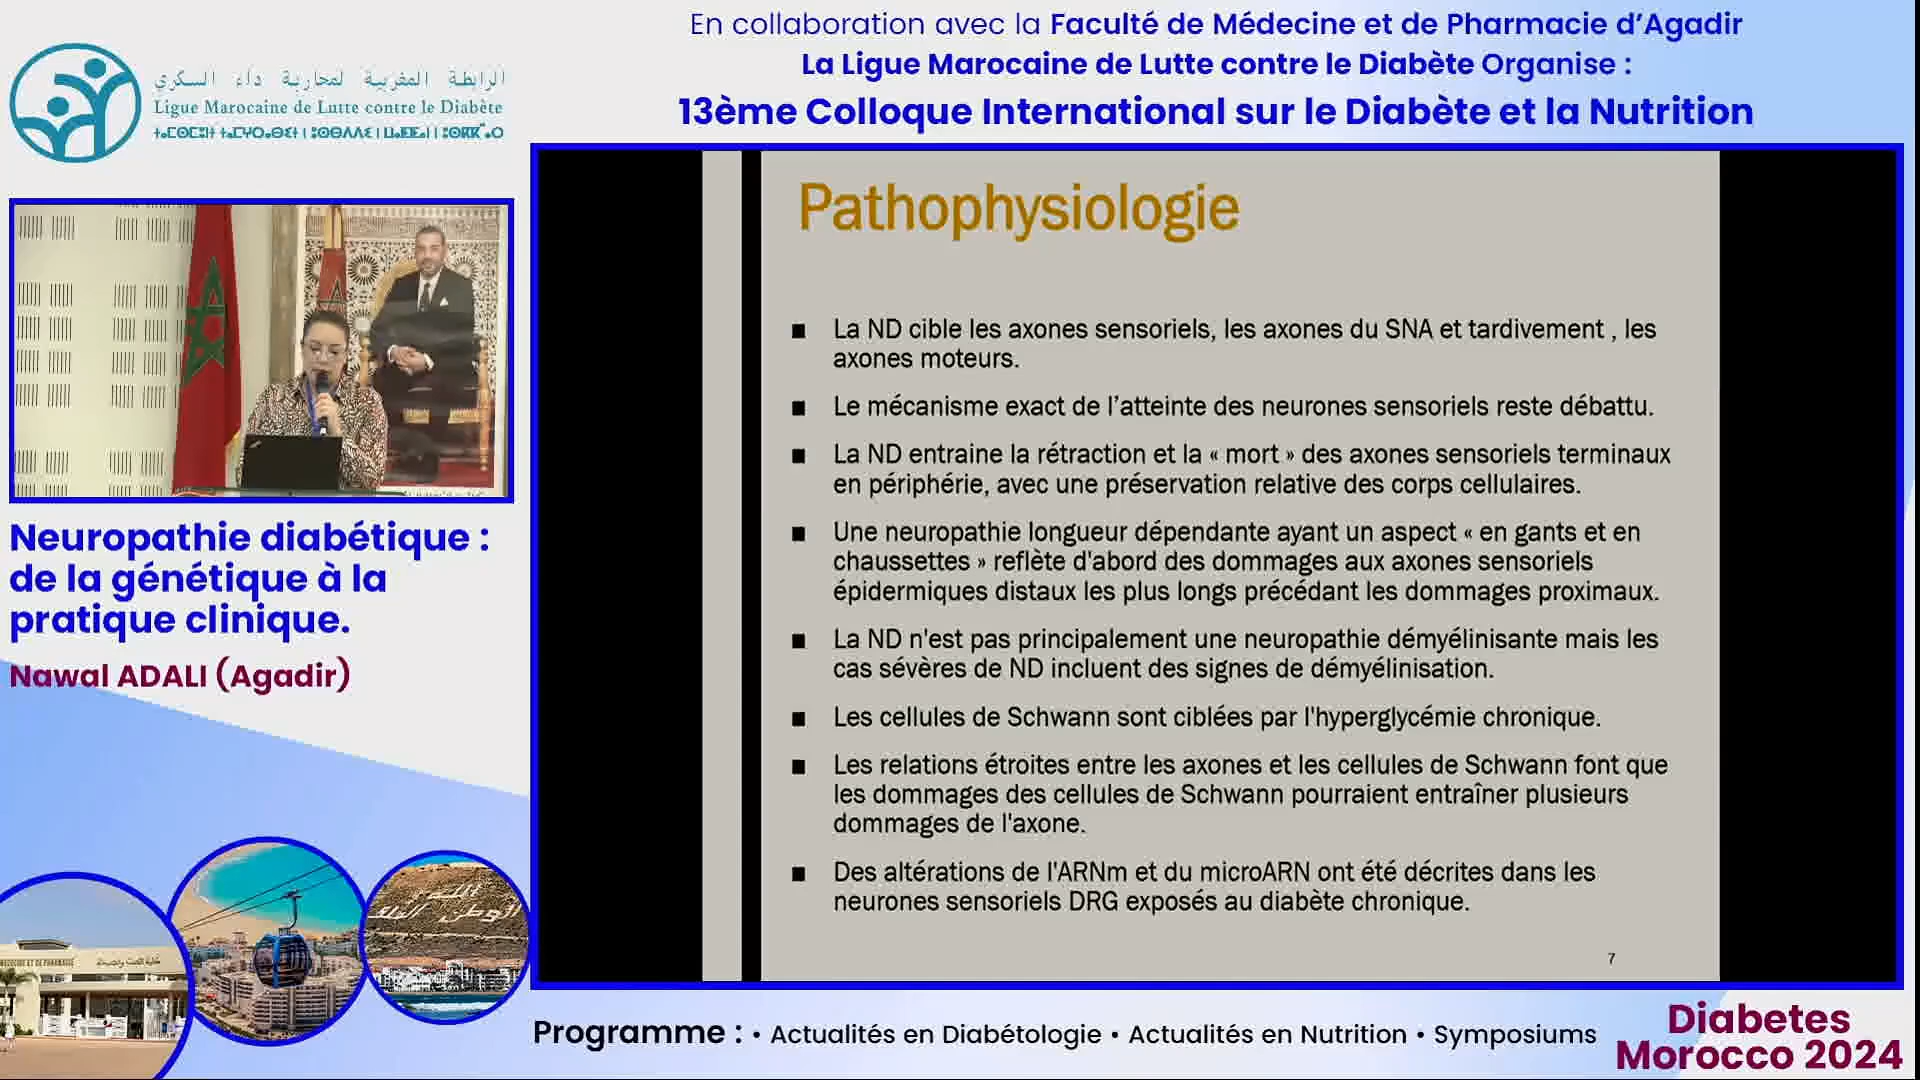 En collaboration avec la Faculté de Médecine et de Pharmacie d’Agadir
La Ligue Marocaine de Lutte contre le Diabète Organise :
13ème Colloque International sur le Diabète et la Nutrition
الرابطة المغربية لمحاربة داء السكري
Ligue Marocaine de Lutte contre le Diabète
Neuropathie diabétique :
de la génétique à la
pratique clinique.
Nawal ADALI (Agadir)
Pathophysiologie
■ La ND cible les axones sensoriels, les axones du SNA et tardivement , les
axones moteurs.
■ Le mécanisme exact de l’atteinte des neurones sensoriels reste débattu.
■ La ND entraine la rétraction et la « mort » des axones sensoriels terminaux
en périphérie, avec une préservation relative des corps cellulaires.
■ Une neuropathie longueur dépendante ayant un aspect « en gants et en
chaussettes » reflète d'abord des dommages aux axones sensoriels
épidermiques distaux les plus longs précédant les dommages proximaux.
■ La ND n'est pas principalement une neuropathie démyélinisante mais les
cas sévères de ND incluent des signes de démyélinisation.
■ Les cellules de Schwann sont ciblées par l'hyperglycémie chronique.
■ Les relations étroites entre les axones et les cellules de Schwann font que
les dommages des cellules de Schwann pourraient entraîner plusieurs
dommages de l'axone.
■ Des altérations de l'ARNm et du microARN ont été décrites dans les
neurones sensoriels DRG exposés au diabète chronique.
7
الله
الوطن الملك
MEDECINE ET DE PHARMACIE
كلية الطب والصيدلة
Programme : • Actualités en Diabétologie • Actualités en Nutrition • Symposiums
Diabetes
Morocco 2024